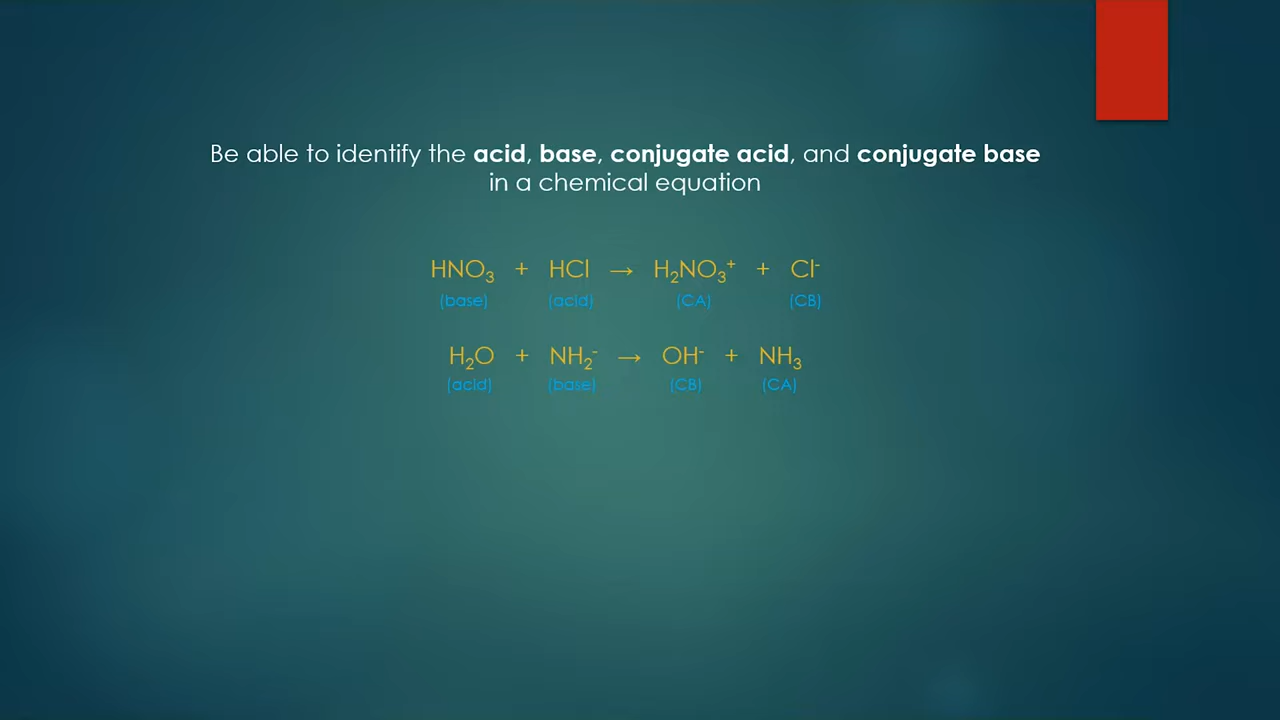 Be able to identify the acid, base, conjugate acid, and conjugate base
in a chemical equation
HNO₃ + HCl → H₂NO₃⁺ + Cl⁻
(base) (acid) (CA) (CB)
H₂O + NH₂⁻ → OH⁻ + NH₃
(acid) (base) (CB) (CA)